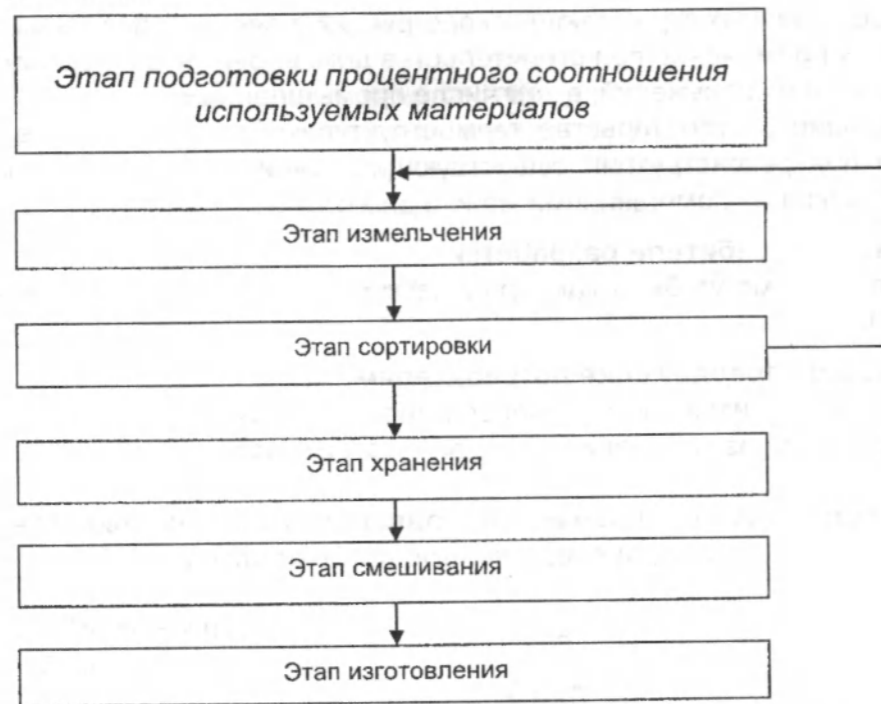 Этап подготовки процентного соотношения
используемых материалов
Этап измельчения
Этап сортировки
Этап хранения
Этап смешивания
Этап изготовления